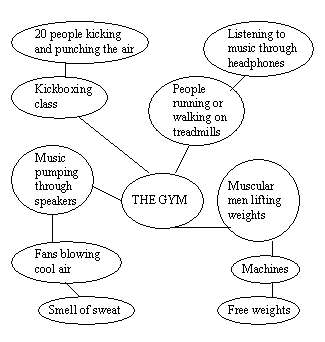 20 people kicking
and punching the air
Listening to
music through
headphones
Kickboxing
class
People
running or
walking on
treadmills
Music
pumping
through
speakers
THE GYM
Muscular
men lifting
weights
Fans blowing
cool air
Machines
Smell of sweat
Free weights